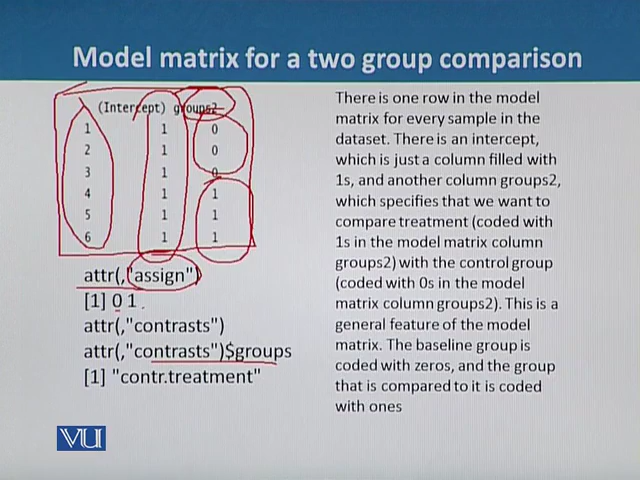 Model matrix for a two group comparison
(Intercept) groups2
1 1 0
2 1 0
3 1 0
4 1 1
5 1 1
6 1 1
attr(,"assign")
[1] 0 1
attr(,"contrasts")
attr(,"contrasts")$groups
[1] "contr.treatment"
There is one row in the model
matrix for every sample in the
dataset. There is an intercept,
which is just a column filled with
1s, and another column groups2,
which specifies that we want to
compare treatment (coded with
1s in the model matrix column
groups2) with the control group
(coded with 0s in the model
matrix column groups2). This is a
general feature of the model
matrix. The baseline group is
coded with zeros, and the group
that is compared to it is coded
with ones
VU